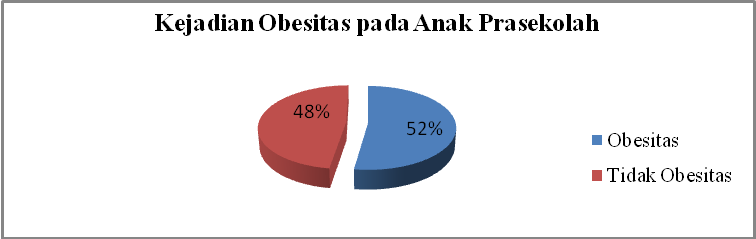 Kejadian Obesitas pada Anak Prasekolah
48%
52%
Obesitas
Tidak Obesitas